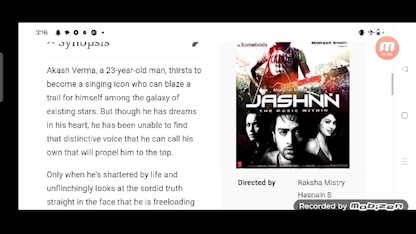 3:16
Synopsis
Akash Verma, a 23-year-old man, thirsts
to become a singing icon who can blaze a
trail for himself among the galaxy of
existing stars. But though he has dreams
in his heart, he has been unable to find
that distinctive voice that he can call his
own that will propel him to the top.
Only when he's shattered by life and
unflinchingly looks at the sordid truth
straight in the face that he is freeloading
a Somebody
JASHNN
THE MUSIC WITHIN
Directed by
Raksha Mistry
Hasnain S
Recorded by Mobizen